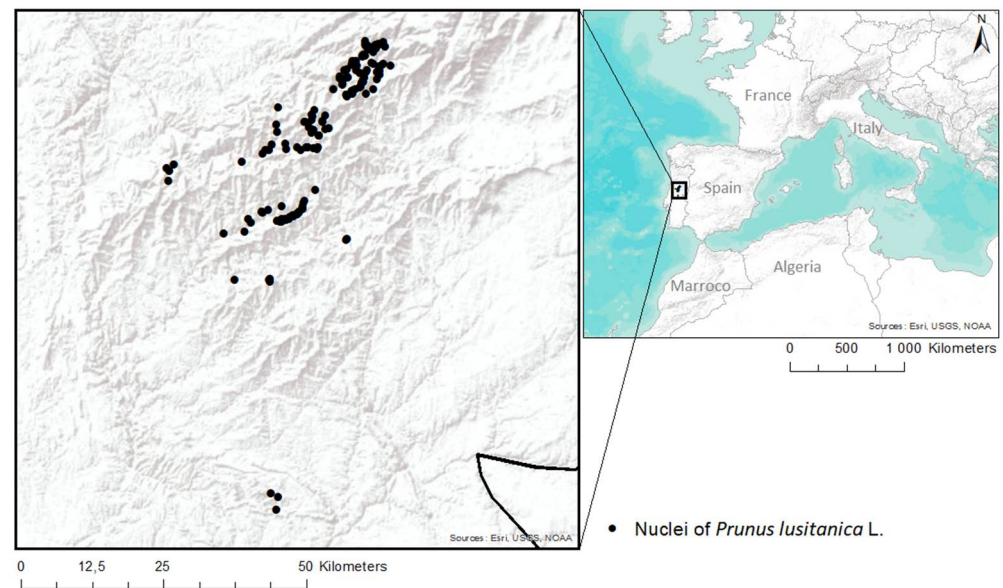 N
France
Italy
Spain
Algeria
Marroco
Sources: Esri, USGS, NOAA
0 500 1 000 Kilometers
Sources: Esri, USGS, NOAA
0 12,5 25 50 Kilometers
Nuclei of Prunus lusitanica L.